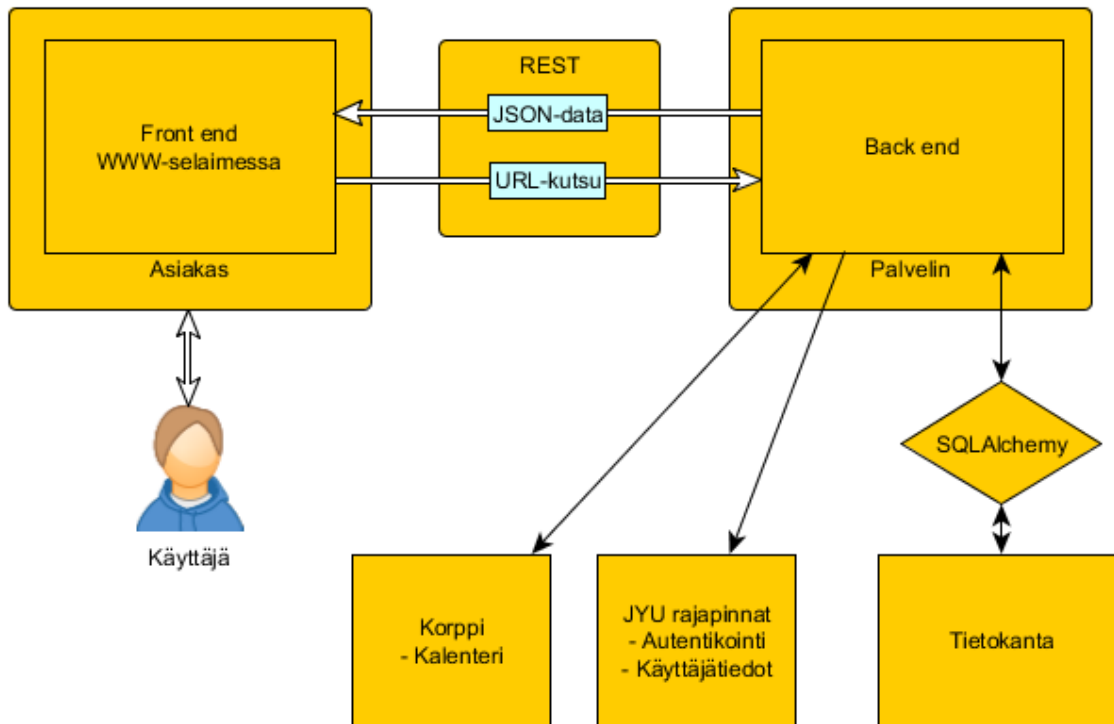 REST
JSON-data
URL-kutsu
Front end
WWW-selaimessa
Asiakas
Back end
Palvelin
SQLAlchemy
Käyttäjä
Korppi
- Kalenteri
JYU rajapinnat
- Autentikointi
- Käyttäjätiedot
Tietokanta